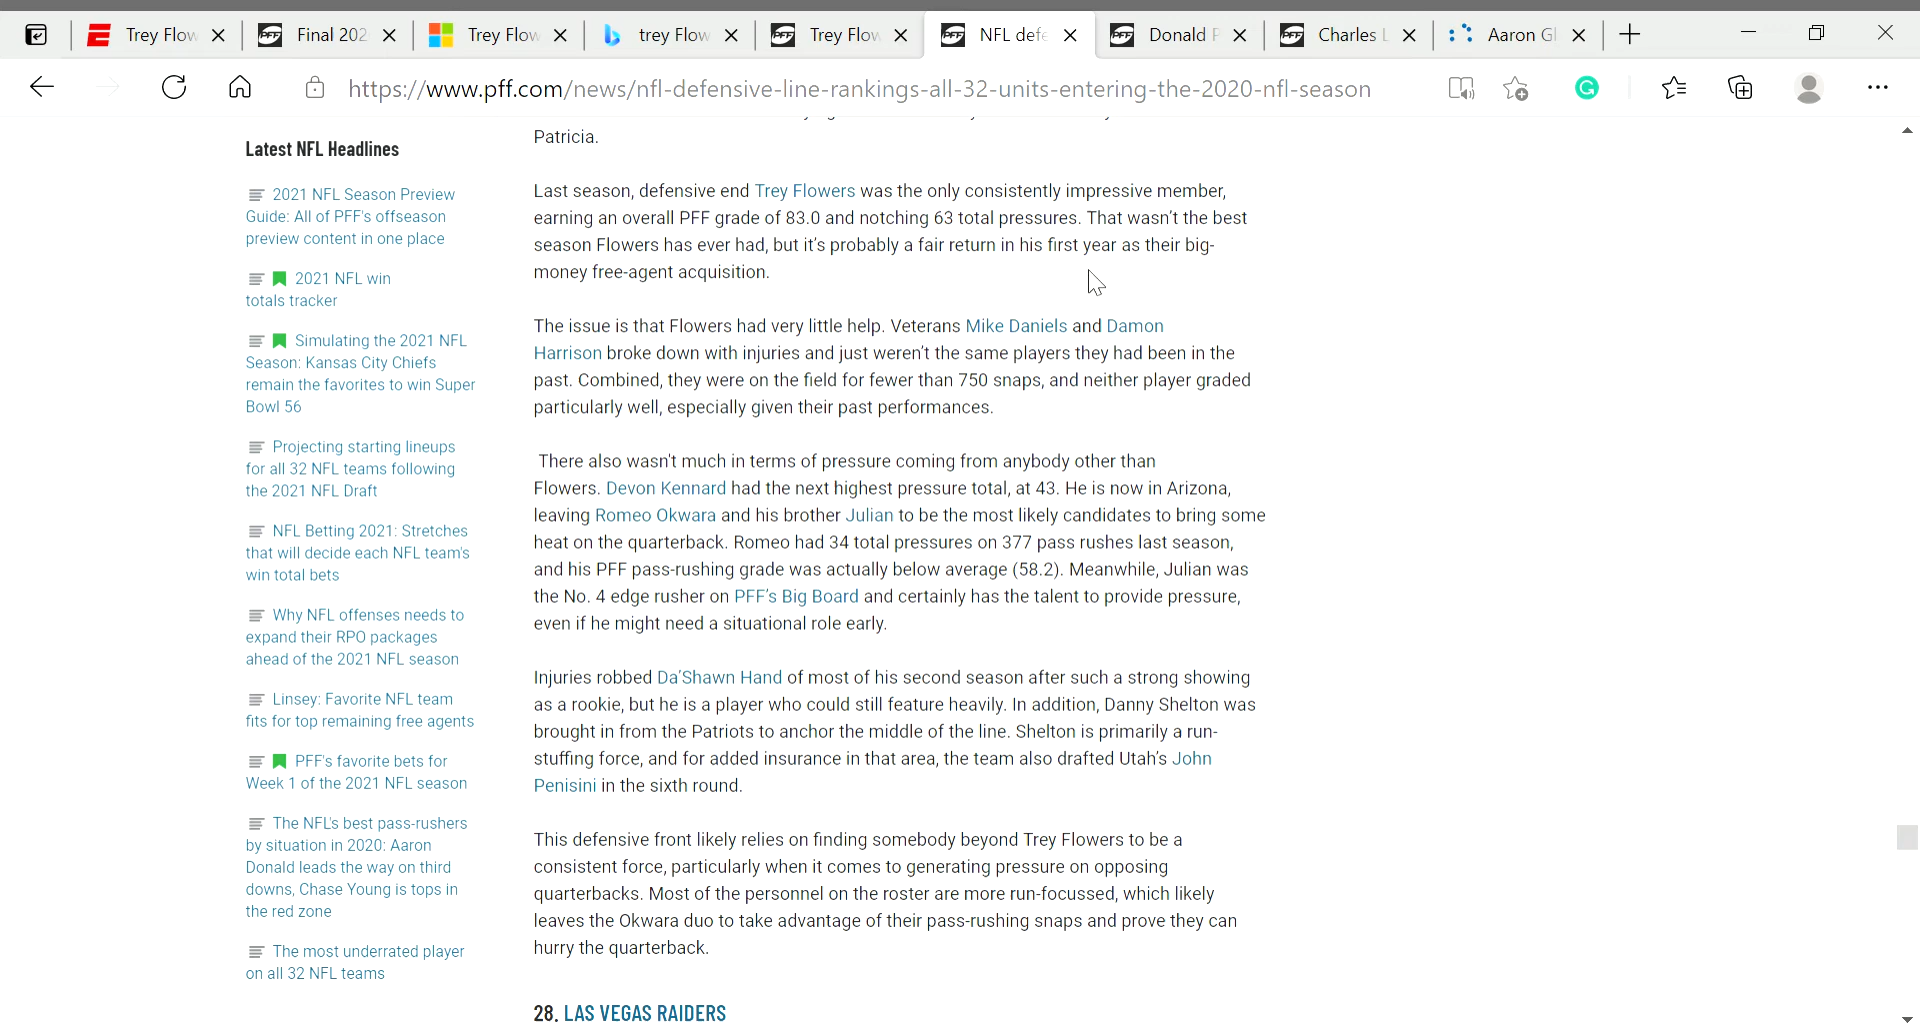 Trey Flow
Final 202
Trey Flow
trey Flow
Trey Flow
NFL defe
Donald P
Charles L
Aaron Gl
https://www.pff.com/news/nfl-defensive-line-rankings-all-32-units-entering-the-2020-nfl-season
Latest NFL Headlines
2021 NFL Season Preview
Guide: All of PFF's offseason
preview content in one place
2021 NFL win
totals tracker
Simulating the 2021 NFL
Season: Kansas City Chiefs
remain the favorites to win Super
Bowl 56
Projecting starting lineups
for all 32 NFL teams following
the 2021 NFL Draft
NFL Betting 2021: Stretches
that will decide each NFL team's
win total bets
Why NFL offenses needs to
expand their RPO packages
ahead of the 2021 NFL season
Linsey: Favorite NFL team
fits for top remaining free agents
PFF's favorite bets for
Week 1 of the 2021 NFL season
The NFL's best pass-rushers
by situation in 2020: Aaron
Donald leads the way on third
downs, Chase Young is tops in
the red zone
The most underrated player
on all 32 NFL teams
Patricia.
Last season, defensive end Trey Flowers was the only consistently impressive member,
earning an overall PFF grade of 83.0 and notching 63 total pressures. That wasn't the best
season Flowers has ever had, but it's probably a fair return in his first year as their big-
money free-agent acquisition.
The issue is that Flowers had very little help. Veterans Mike Daniels and Damon
Harrison broke down with injuries and just weren't the same players they had been in the
past. Combined, they were on the field for fewer than 750 snaps, and neither player graded
particularly well, especially given their past performances.
There also wasn't much in terms of pressure coming from anybody other than
Flowers. Devon Kennard had the next highest pressure total, at 43. He is now in Arizona,
leaving Romeo Okwara and his brother Julian to be the most likely candidates to bring some
heat on the quarterback. Romeo had 34 total pressures on 377 pass rushes last season,
and his PFF pass-rushing grade was actually below average (58.2). Meanwhile, Julian was
the No. 4 edge rusher on PFF's Big Board and certainly has the talent to provide pressure,
even if he might need a situational role early.
Injuries robbed Da'Shawn Hand of most of his second season after such a strong showing
as a rookie, but he is a player who could still feature heavily. In addition, Danny Shelton was
brought in from the Patriots to anchor the middle of the line. Shelton is primarily a run-
stuffing force, and for added insurance in that area, the team also drafted Utah's John
Penisini in the sixth round.
This defensive front likely relies on finding somebody beyond Trey Flowers to be a
consistent force, particularly when it comes to generating pressure on opposing
quarterbacks. Most of the personnel on the roster are more run-focussed, which likely
leaves the Okwara duo to take advantage of their pass-rushing snaps and prove they can
hurry the quarterback.
28. LAS VEGAS RAIDERS